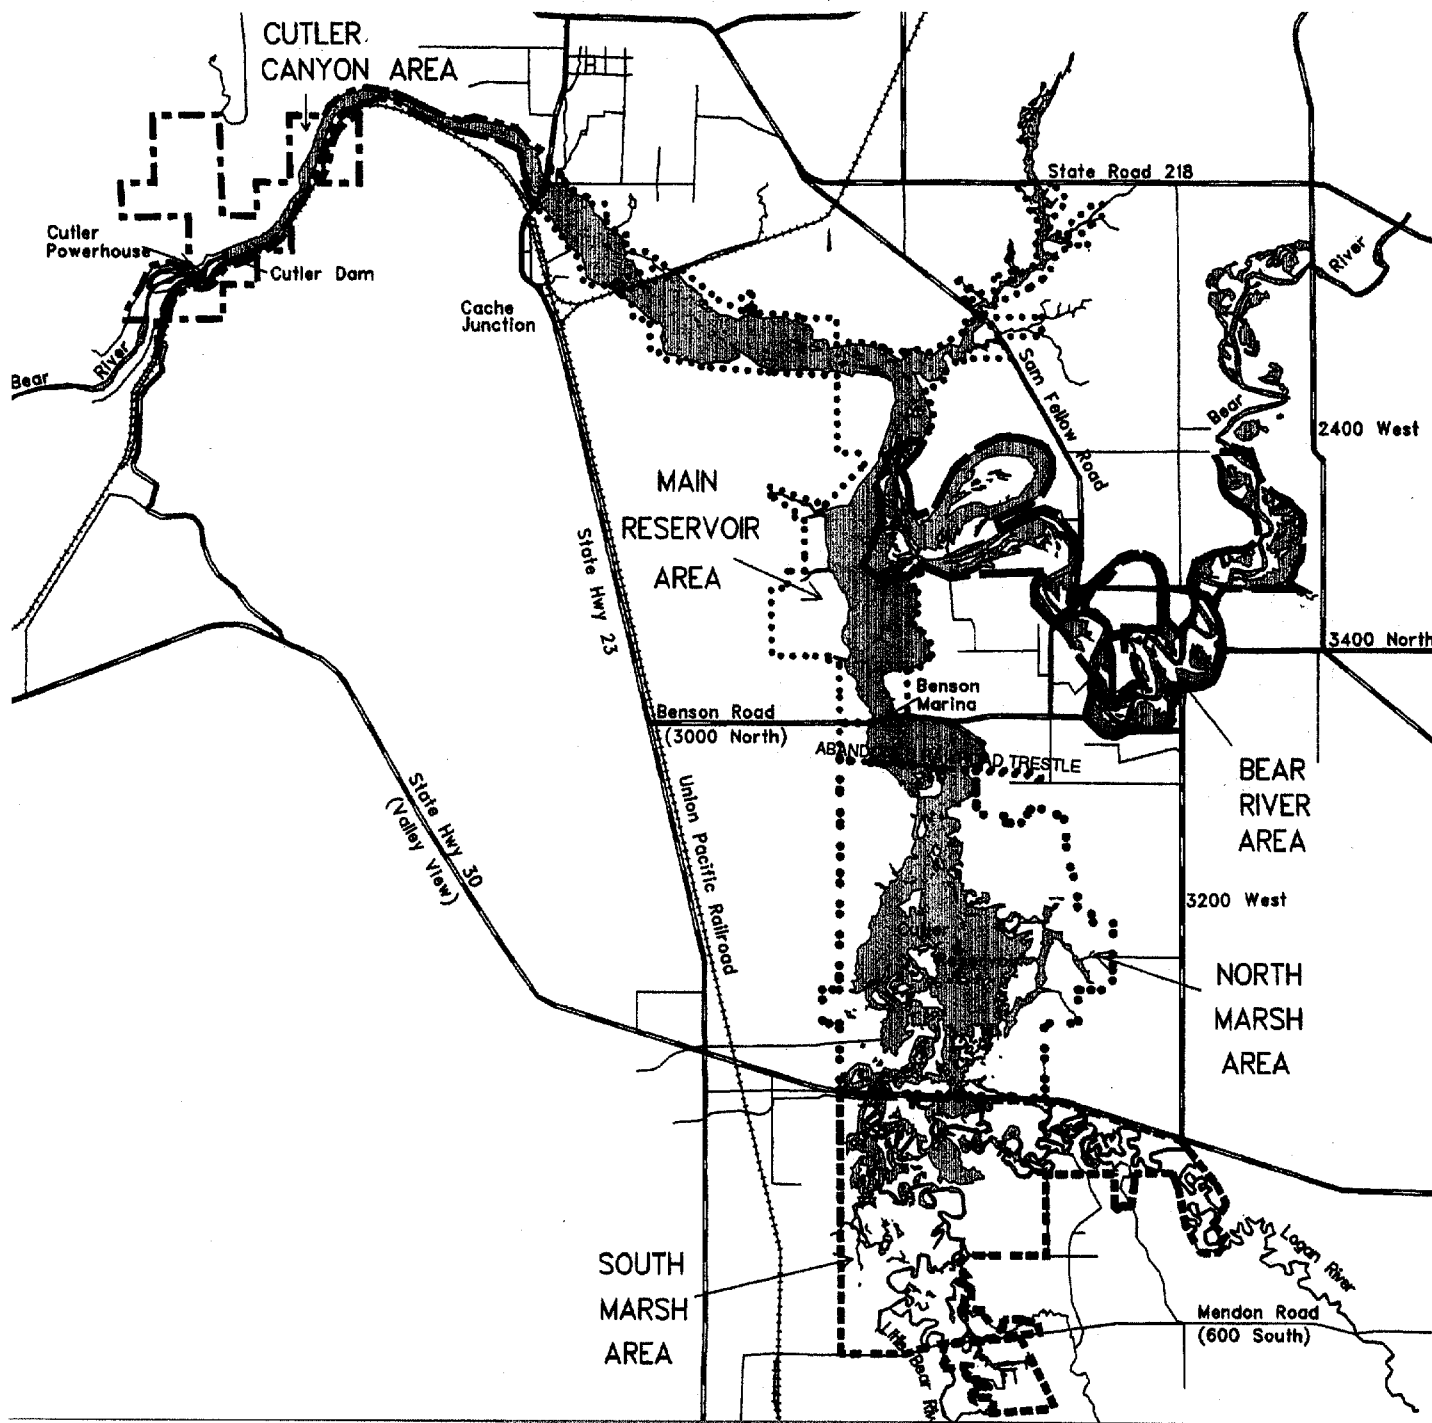 CUTLER
CANYON AREA
State Road 218
Cutler
Powerhouse
Cutler Dam
River
Cache
Junction
Bear
River
Sam Fellow Road
Bear
2400 West
MAIN
RESERVOIR
AREA
State Hwy 23
3400 North
Benson
Marina
Benson Road
(3000 North)
TRESTLE
BEAR
RIVER
AREA
State Hwy 30
(Valley View)
Union Pacific Railroad
3200 West
NORTH
MARSH
AREA
SOUTH
MARSH
AREA
Logan River
Mendon Road
(600 South)
Little Bear